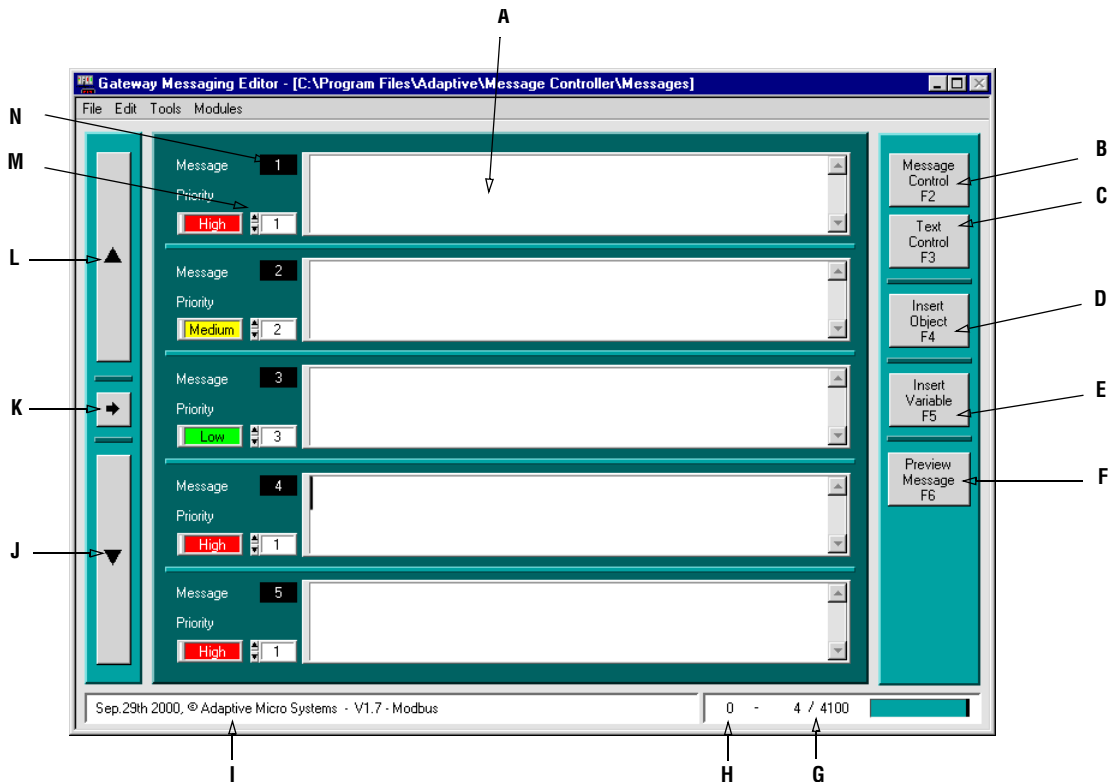 A
Gateway Messaging Editor - [C:\Program Files\Adaptive\Message Controller\Messages]
File Edit Tools Modules
N
M
L
K
J
Message 1
Priority
High 1
Message 2
Priority
Medium 2
Message 3
Priority
Low 3
Message 4
Priority
High 1
Message 5
Priority
High 1
Message
Control
F2
Text
Control
F3
Insert
Object
F4
Insert
Variable
F5
Preview
Message
F6
B
C
D
E
F
Sep.29th 2000, © Adaptive Micro Systems - V1.7 - Modbus
0 - 4 / 4100
I
H
G